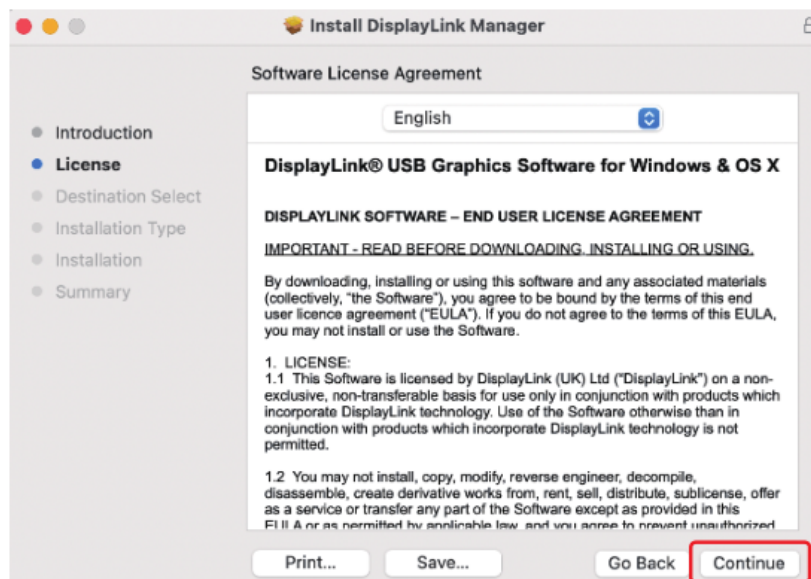 Install DisplayLink Manager
Software License Agreement
English
Introduction
License
Destination Select
Installation Type
Installation
Summary
DisplayLink® USB Graphics Software for Windows & OS X
DISPLAYLINK SOFTWARE – END USER LICENSE AGREEMENT
IMPORTANT - READ BEFORE DOWNLOADING, INSTALLING OR USING.
By downloading, installing or using this software and any associated materials
(collectively, “the Software”), you agree to be bound by the terms of this end
user licence agreement (“EULA”). If you do not agree to the terms of this EULA,
you may not install or use the Software.
1. LICENSE:
1.1 This Software is licensed by DisplayLink (UK) Ltd (“DisplayLink”) on a non-
exclusive, non-transferable basis for use only in conjunction with products which
incorporate DisplayLink technology. Use of the Software otherwise than in
conjunction with products which incorporate DisplayLink technology is not
permitted.
1.2 You may not install, copy, modify, reverse engineer, decompile,
disassemble, create derivative works from, rent, sell, distribute, sublicense, offer
as a service or transfer any part of the Software except as provided in this
EULA or as permitted by applicable law, and you agree to prevent unauthorized
Print...
Save...
Go Back
Continue